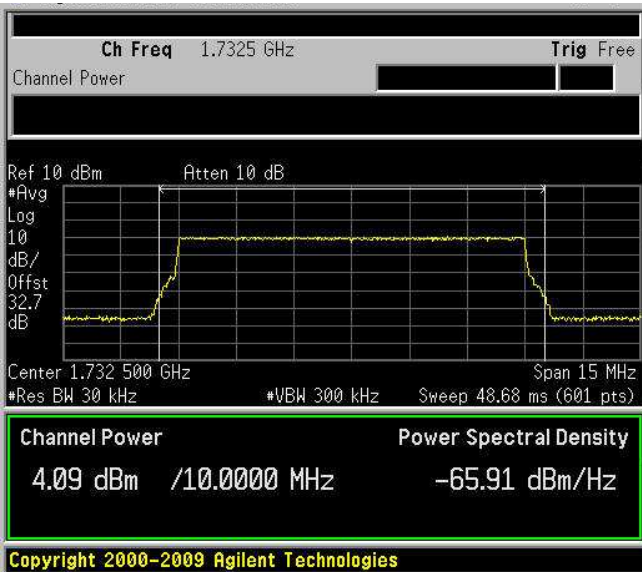 Ch Freq 1.7325 GHz Trig Free
Channel Power
Ref 10 dBm Atten 10 dB
#Avg
Log
10
dB/
Offst
32.7
dB
Center 1.732 500 GHz Span 15 MHz
#Res BW 30 kHz #VBW 300 kHz Sweep 48.68 ms (601 pts)
Channel Power Power Spectral Density
4.09 dBm /10.0000 MHz -65.91 dBm/Hz
Copyright 2000-2009 Agilent Technologies